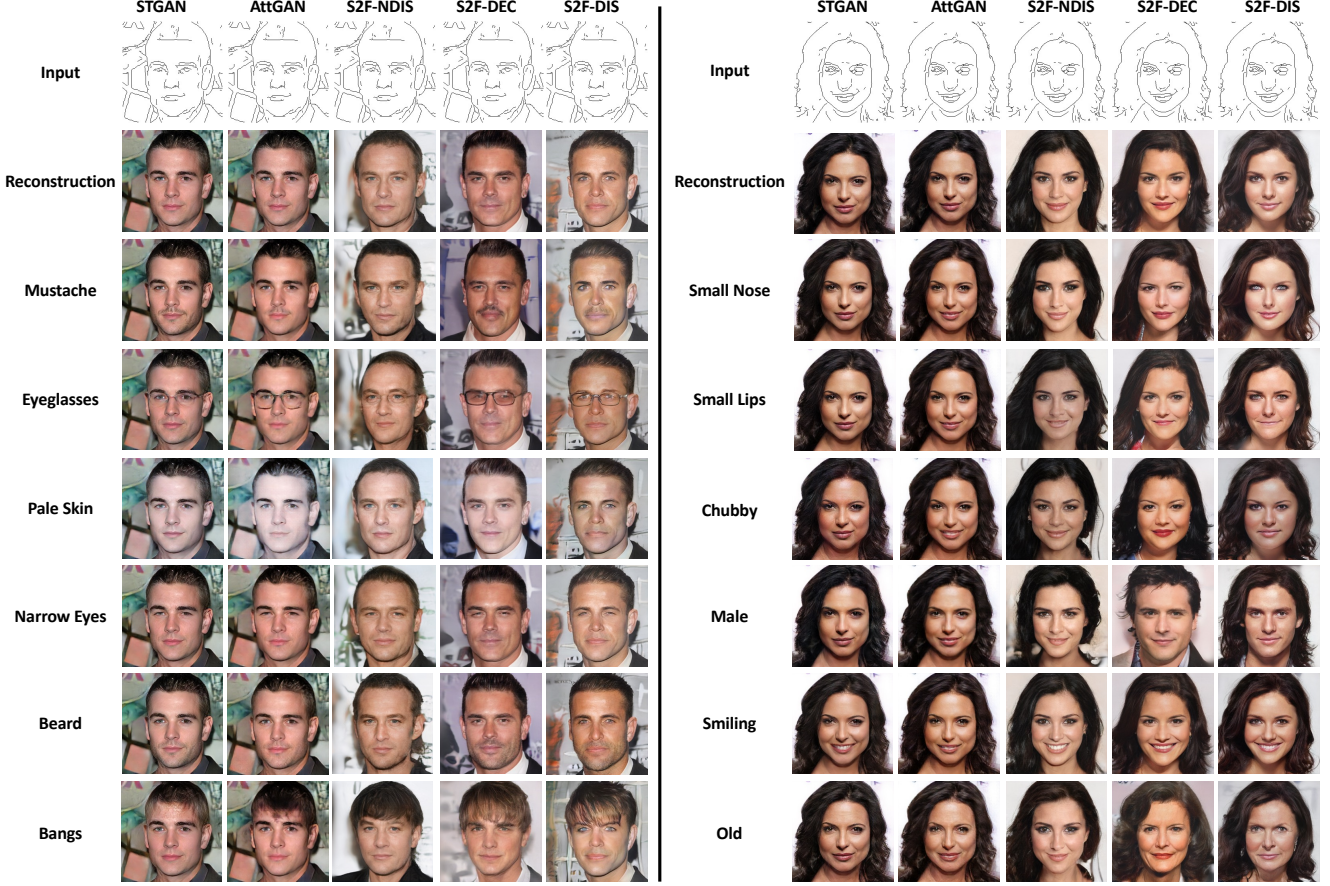 STGAN AttGAN S2F-NDIS S2F-DEC S2F-DIS
Input
Reconstruction
Mustache
Eyeglasses
Pale Skin
Narrow Eyes
Beard
Bangs
STGAN AttGAN S2F-NDIS S2F-DEC S2F-DIS
Input
Reconstruction
Small Nose
Small Lips
Chubby
Male
Smiling
Old